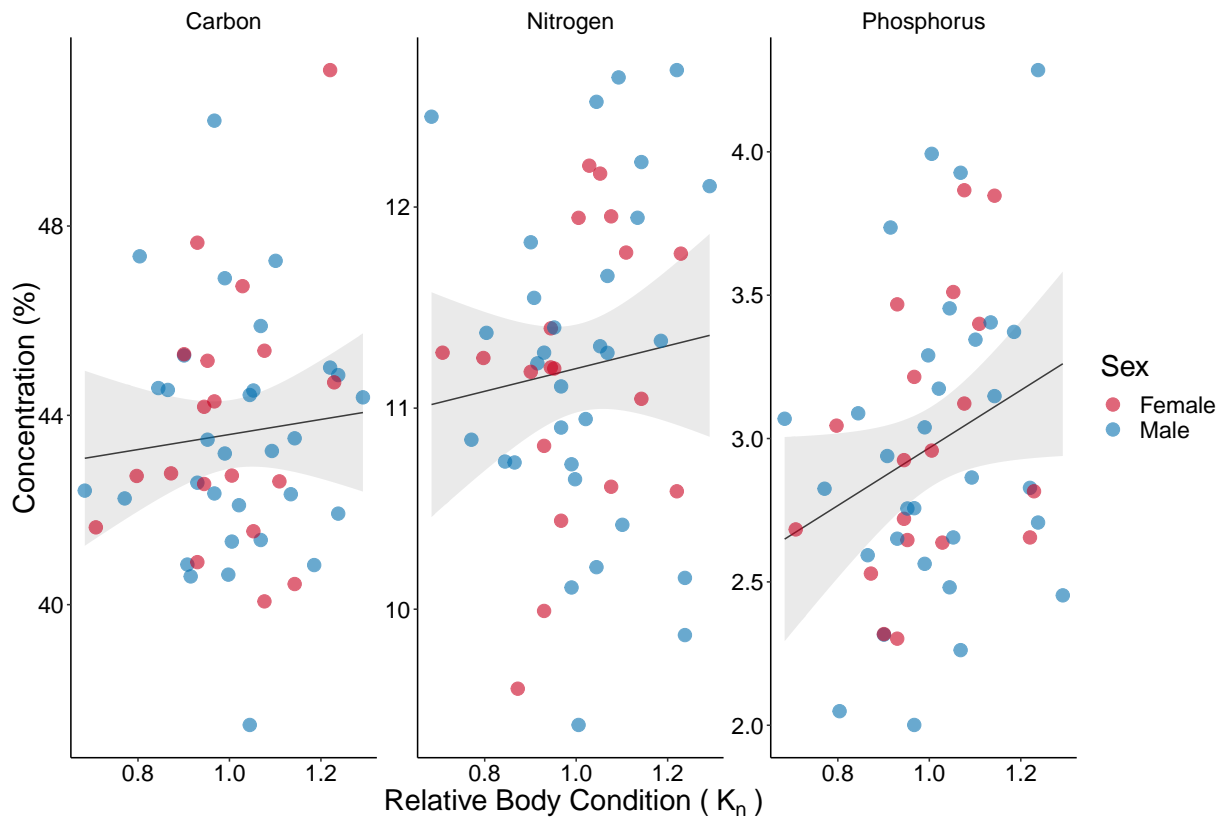 Carbon Nitrogen Phosphorus
48
44
40
12
11
10
4.0
3.5
3.0
2.5
2.0
Concentration (%)
0.8 1.0 1.2 0.8 1.0 1.2 0.8 1.0 1.2
Relative Body Condition ( Kn )
Sex
Female
Male